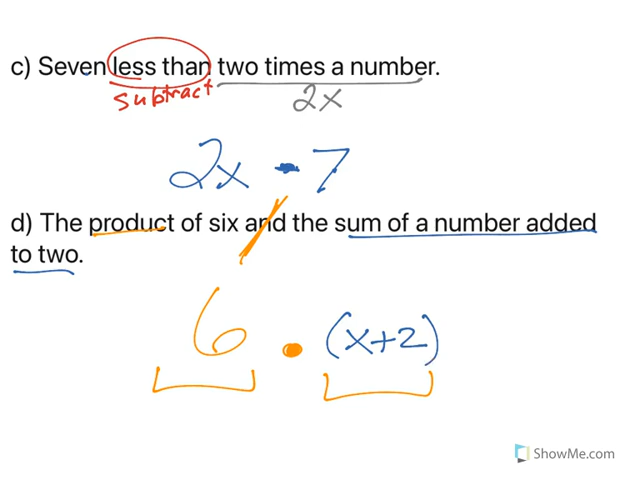 c) Seven less than two times a number.
subtract 2x
2x - 7
d) The product of six and the sum of a number added
to two.
6 • (x+2)
ShowMe.com